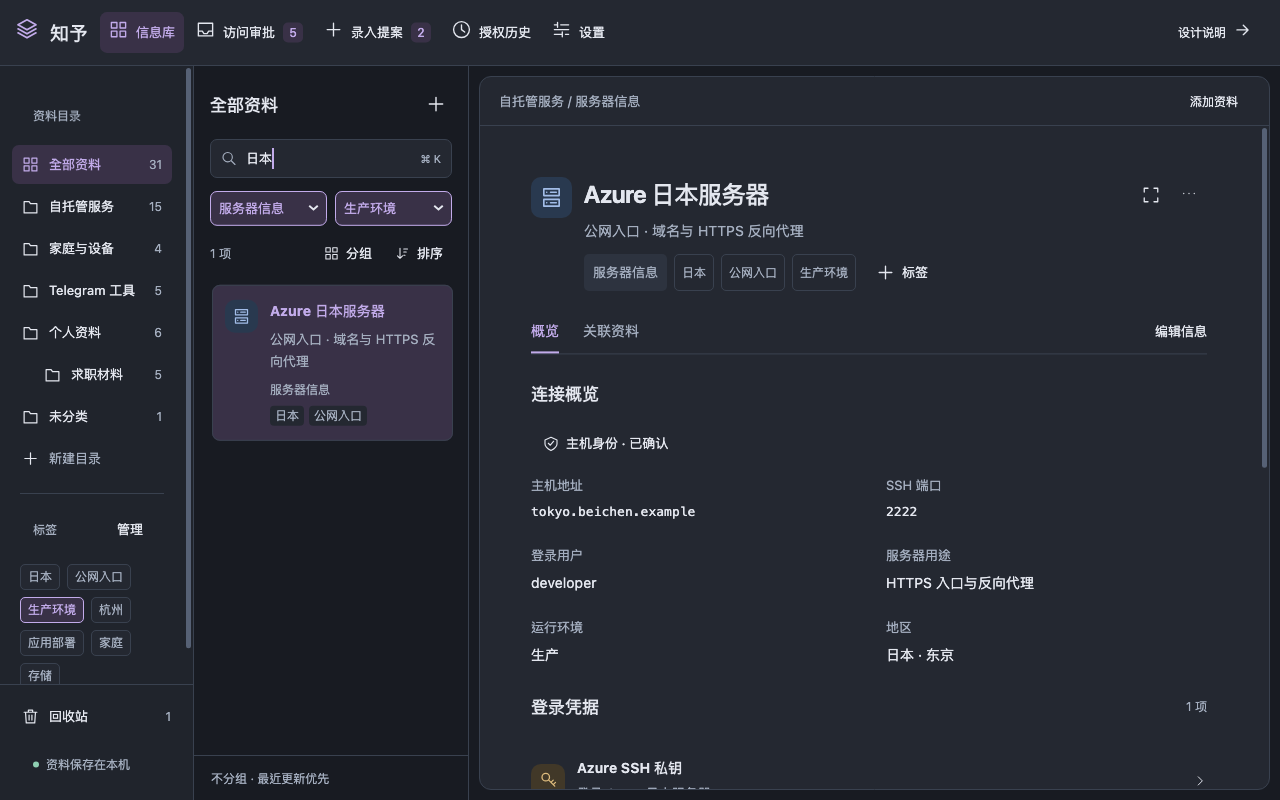 知予
信息库
访问审批 5
录入提案 2
授权历史
设置
设计说明
资料目录
全部资料 31
自托管服务 15
家庭与设备 4
Telegram 工具 5
个人资料 6
求职材料 5
未分类 1
新建目录
标签 管理
日本 公网入口
生产环境 杭州
应用部署 家庭
存储
回收站 1
资料保存在本机
全部资料
日本 ⌘ K
服务器信息 生产环境
1 项 分组 排序
Azure 日本服务器
公网入口 · 域名与 HTTPS 反
向代理
服务器信息
日本 公网入口
不分组 · 最近更新优先
自托管服务 / 服务器信息 添加资料
Azure 日本服务器
公网入口 · 域名与 HTTPS 反向代理
服务器信息 日本 公网入口 生产环境 标签
概览 关联资料 编辑信息
连接概览
主机身份 · 已确认
主机地址 SSH 端口
tokyo.beichen.example 2222
登录用户 服务器用途
developer HTTPS 入口与反向代理
运行环境 地区
生产 日本 · 东京
登录凭据 1 项
Azure SSH 私钥